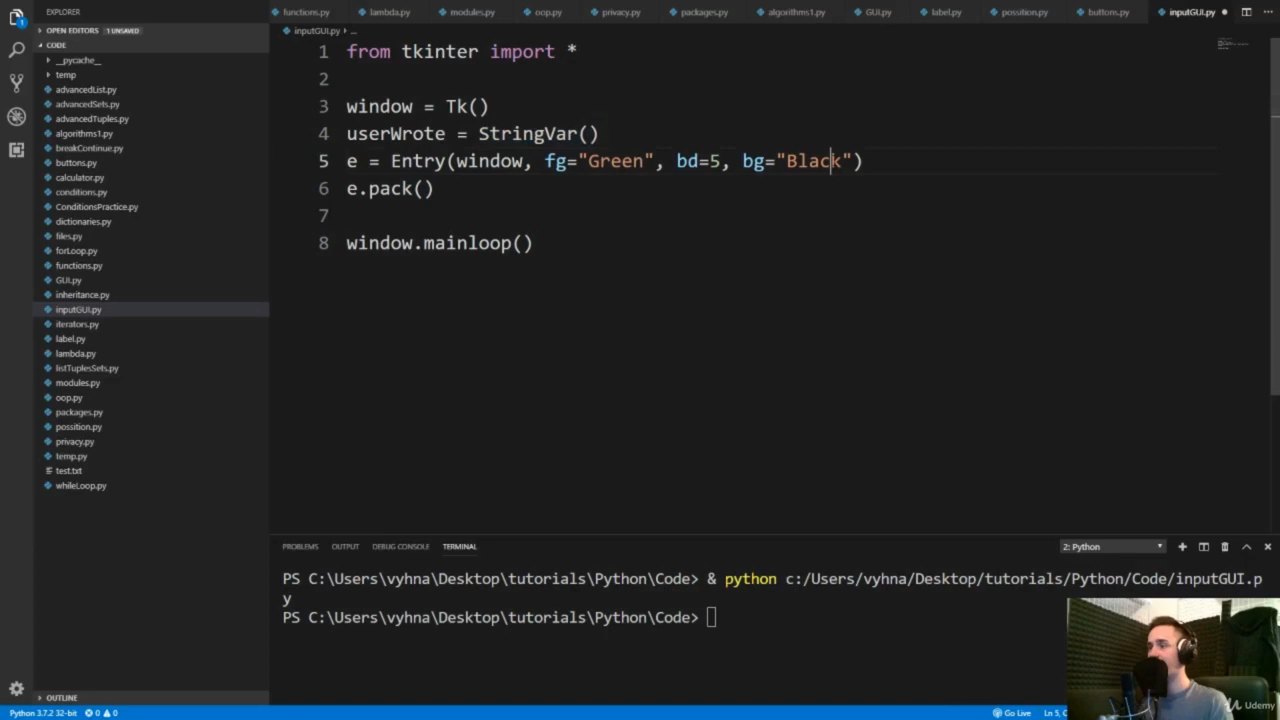 EXPLORER
functions.py lambda.py modules.py oop.py privacy.py packages.py algorithms1.py GUI.py label.py possition.py buttons.py inputGUI.py
OPEN EDITORS 1 UNSAVED
inputGUI.py > ...
CODE
__pycache__
temp
advancedList.py
advancedSets.py
advancedTuples.py
algorithms1.py
breakContinue.py
buttons.py
calculator.py
conditions.py
ConditionsPractice.py
dictionaries.py
files.py
forLoop.py
functions.py
GUI.py
inheritance.py
inputGUI.py
iterators.py
label.py
lambda.py
listTuplesSets.py
modules.py
oop.py
packages.py
possition.py
privacy.py
temp.py
test.txt
whileLoop.py
OUTLINE
1 from tkinter import *
2
3 window = Tk()
4 userWrote = StringVar()
5 e = Entry(window, fg="Green", bd=5, bg="Black")
6 e.pack()
7
8 window.mainloop()
PROBLEMS OUTPUT DEBUG CONSOLE TERMINAL 2: Python
PS C:\Users\vyhna\Desktop\tutorials\Python\Code> & python c:/Users/vyhna/Desktop/tutorials/Python/Code/inputGUI.p
y
PS C:\Users\vyhna\Desktop\tutorials\Python\Code>
Udemy
Python 3.7.2 32-bit 0 0 Go Live Ln 5,